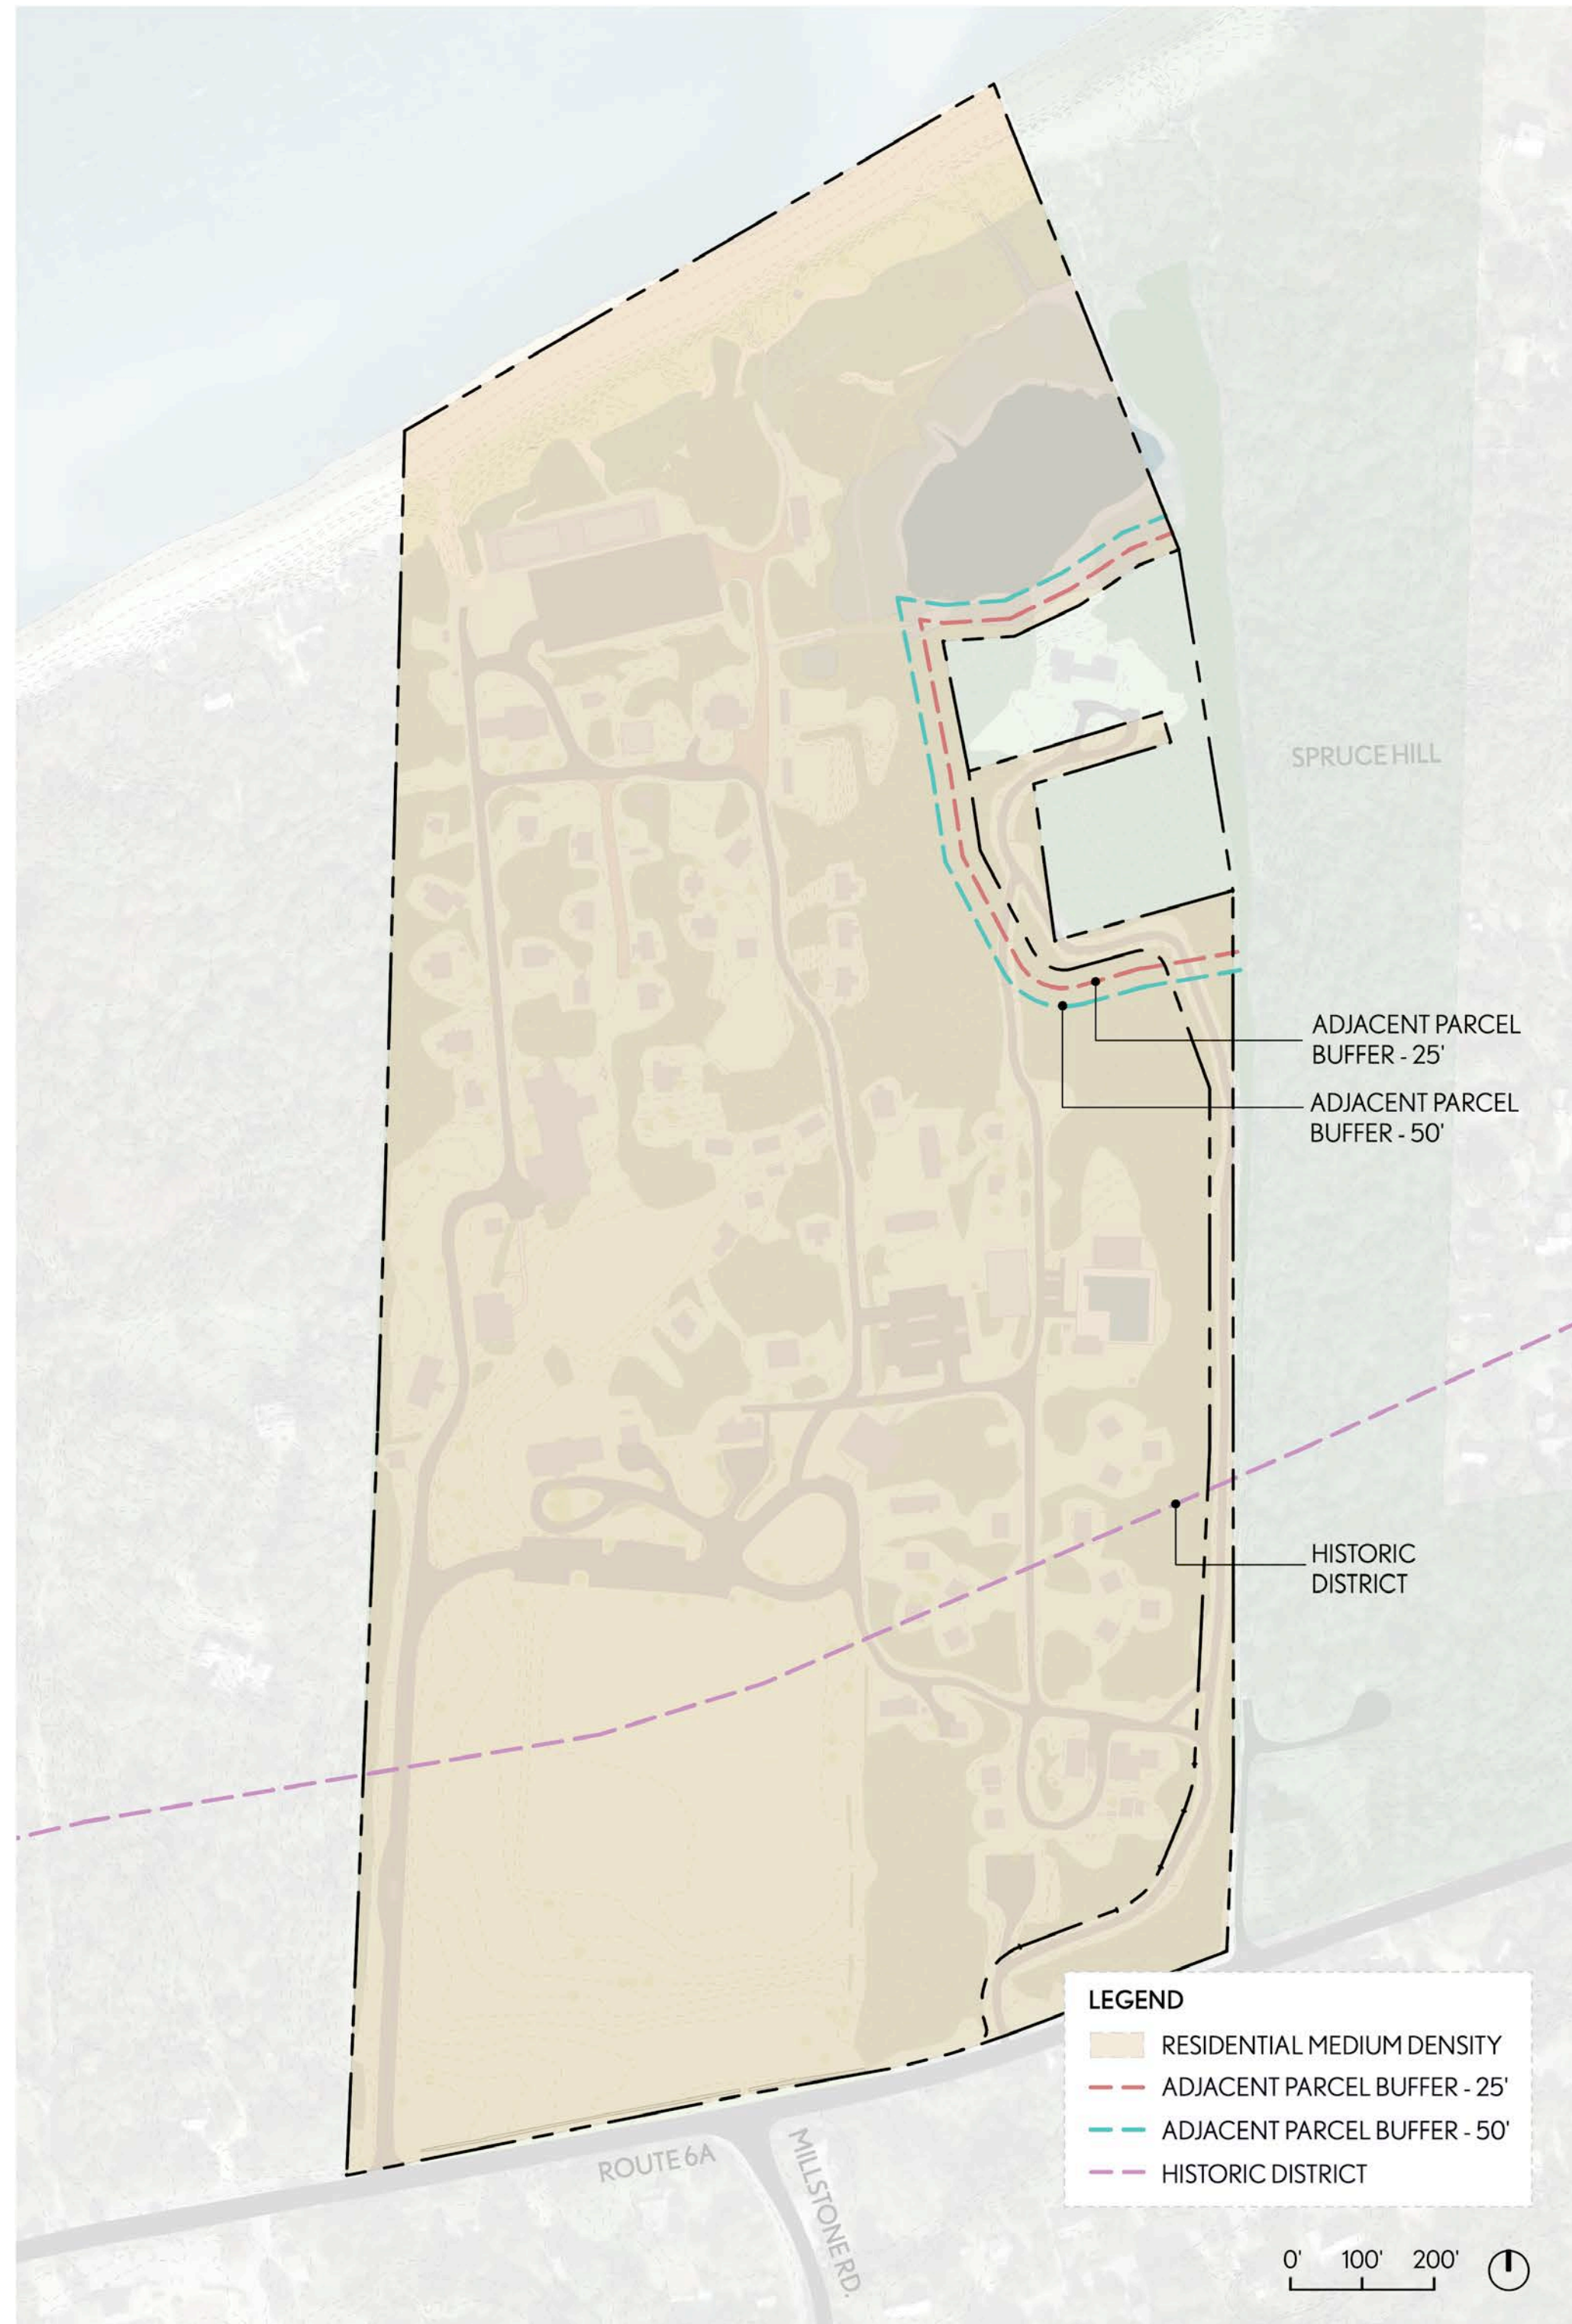 SPRUCE HILL
ADJACENT PARCEL
BUFFER - 25'
ADJACENT PARCEL
BUFFER - 50'
HISTORIC
DISTRICT
LEGEND
RESIDENTIAL MEDIUM DENSITY
ADJACENT PARCEL BUFFER - 25'
ADJACENT PARCEL BUFFER - 50'
HISTORIC DISTRICT
ROUTE 6A
MILLSTONE RD.
0' 100' 200'